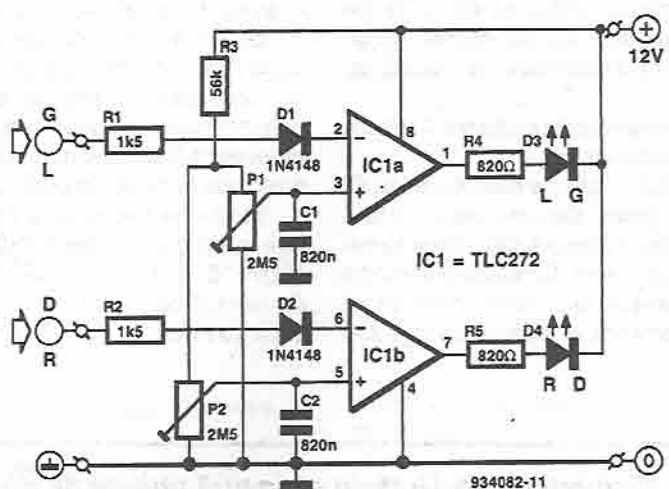 R3
56k
+
12V
G
L
R1
1k5
D1
1N4148
2
−
8
IC1a
3
+
1
R4
820Ω
D3
L G
P1
2M5
C1
820n
IC1 = TLC272
D
R
R2
1k5
D2
1N4148
6
−
IC1b
5
+
7
4
R5
820Ω
D4
R D
P2
2M5
C2
820n
0
934082-11